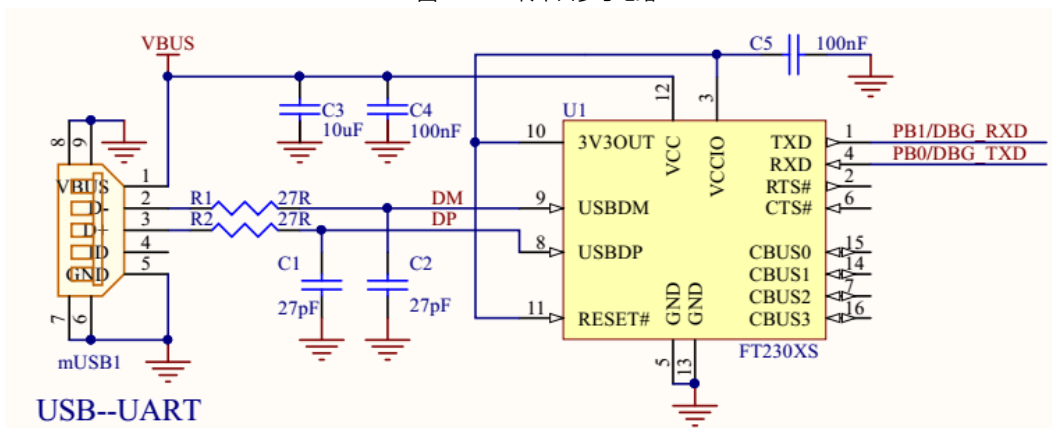 VBUS
C5
100nF
C3
10uF
C4
100nF
12
3
U1
8
9
10
3V3OUT
VCC
VCCIO
TXD
1
PB1/DBG_RXD
RXD
4
PB0/DBG_TXD
VBUS
1
RTS#
2
D-
2
R1
27R
DM
9
USBDM
CTS#
6
D+
3
R2
27R
DP
8
USBDP
ID
4
CBUS0
15
GND
5
C1
27pF
C2
27pF
CBUS1
14
CBUS2
7
11
RESET#
GND
GND
CBUS3
16
7
6
mUSB1
5
13
FT230XS
USB--UART